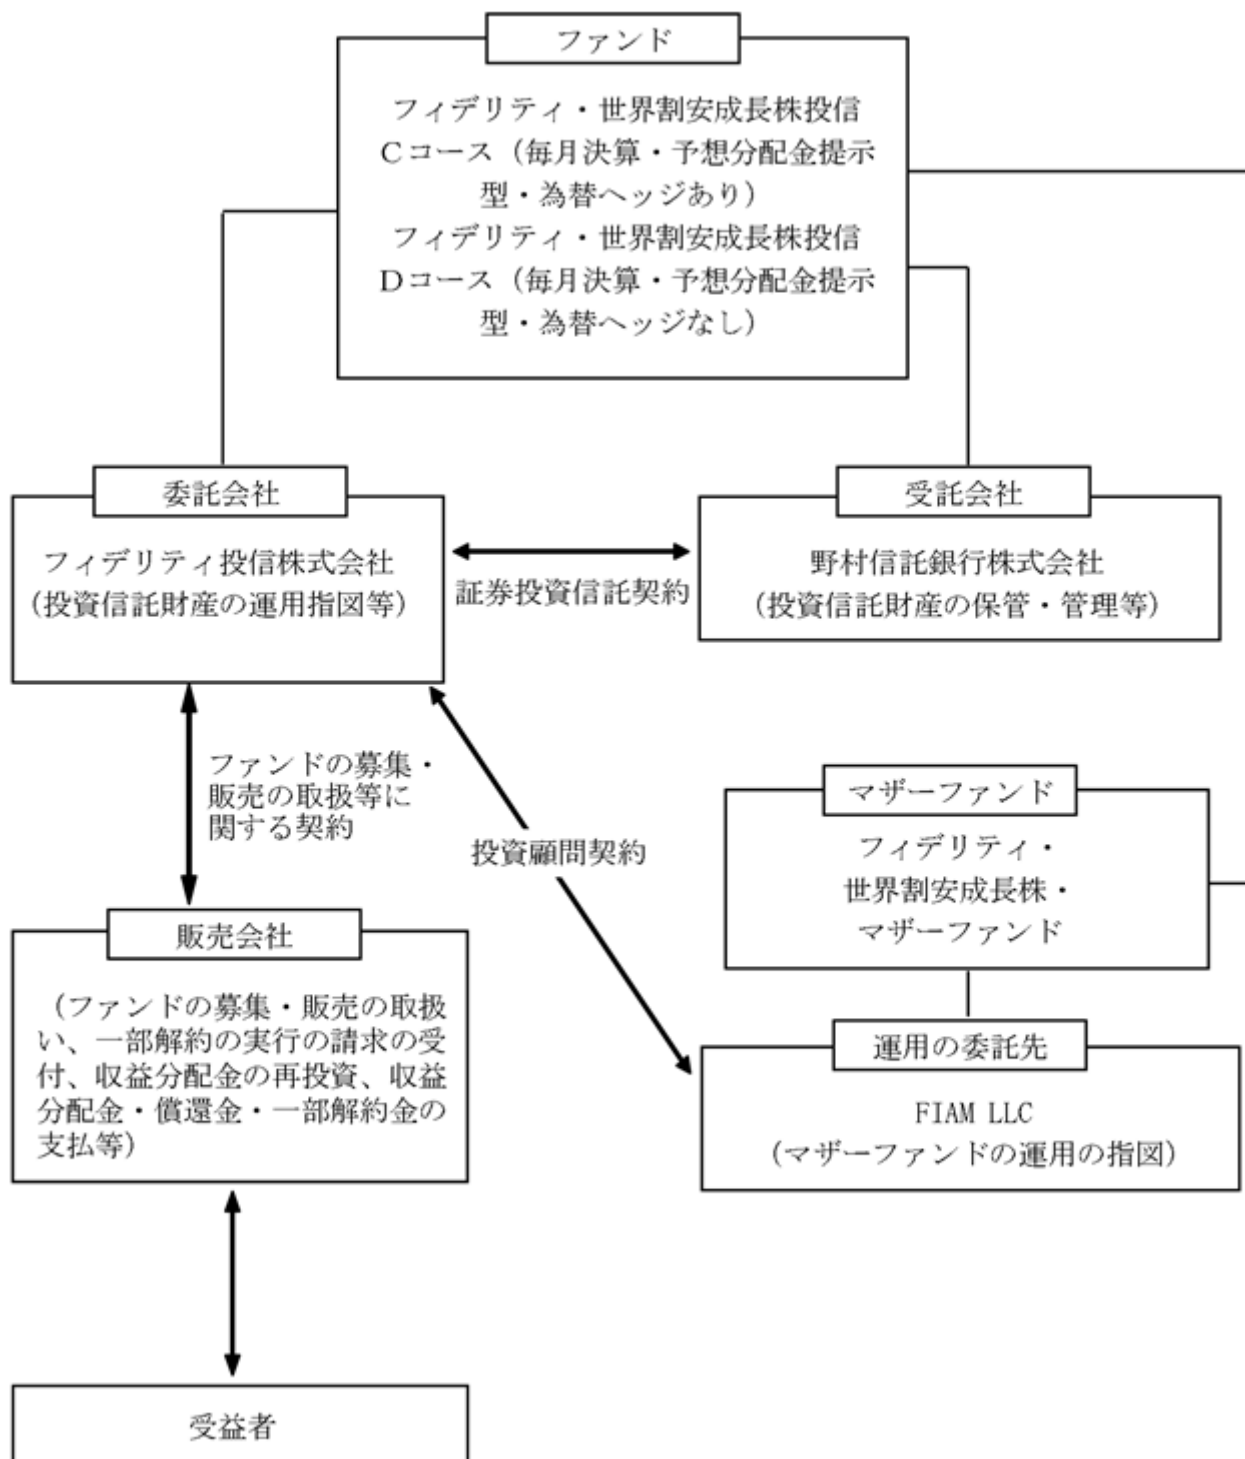 ファンド
フィデリティ・世界割安成長株投信
Ｃコース（毎月決算・予想分配金提示
型・為替ヘッジあり）
フィデリティ・世界割安成長株投信
Ｄコース（毎月決算・予想分配金提示
型・為替ヘッジなし）
委託会社
フィデリティ投信株式会社
（投資信託財産の運用指図等）
証券投資信託契約
受託会社
野村信託銀行株式会社
（投資信託財産の保管・管理等）
ファンドの募集・
販売の取扱等に
関する契約
投資顧問契約
マザーファンド
フィデリティ・
世界割安成長株・
マザーファンド
販売会社
（ファンドの募集・販売の取扱
い、一部解約の実行の請求の受
付、収益分配金の再投資、収益
分配金・償還金・一部解約金の
支払等）
運用の委託先
FIAM LLC
（マザーファンドの運用の指図）
受益者